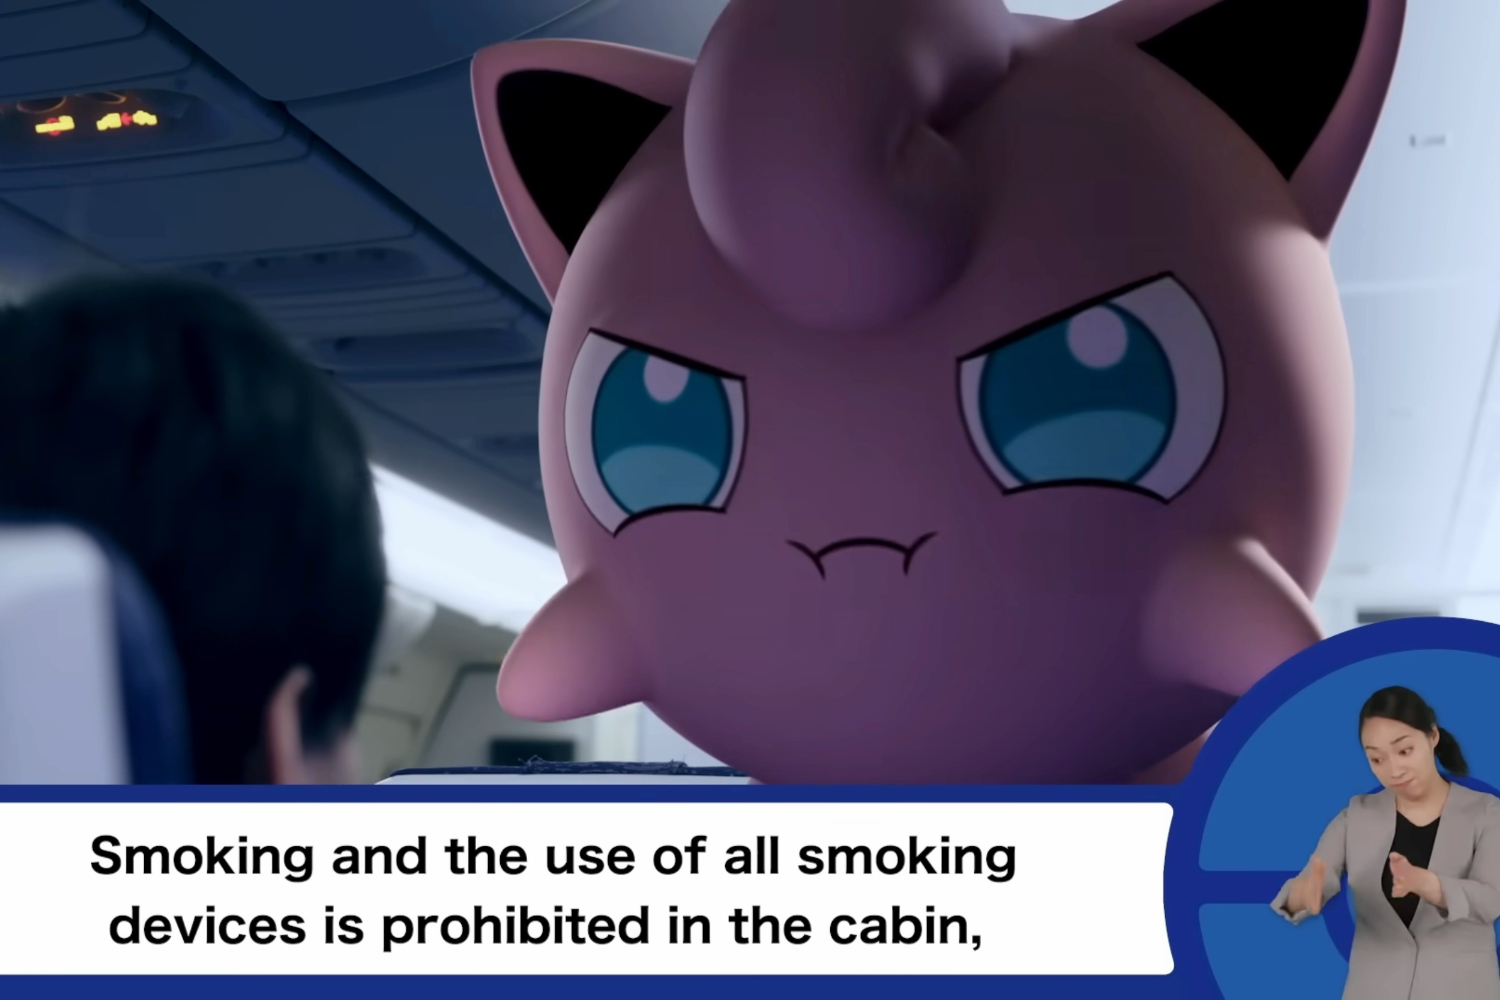 Smoking and the use of all smoking
devices is prohibited in the cabin,